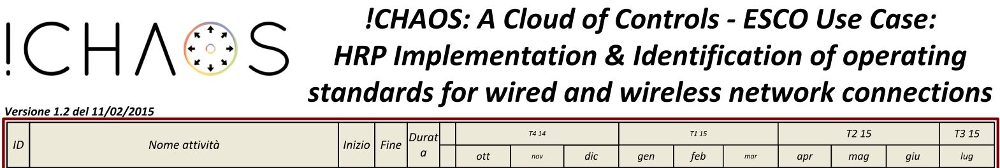 !CHAOS
!CHAOS: A Cloud of Controls - ESCO Use Case:
HRP Implementation & Identification of operating
standards for wired and wireless network connections
Versione 1.2 del 11/02/2015
ID Nome attività Inizio Fine Durat
a
T4 14 T1 15 T2 15 T3 15
ott nov dic gen feb mar apr mag giu lug